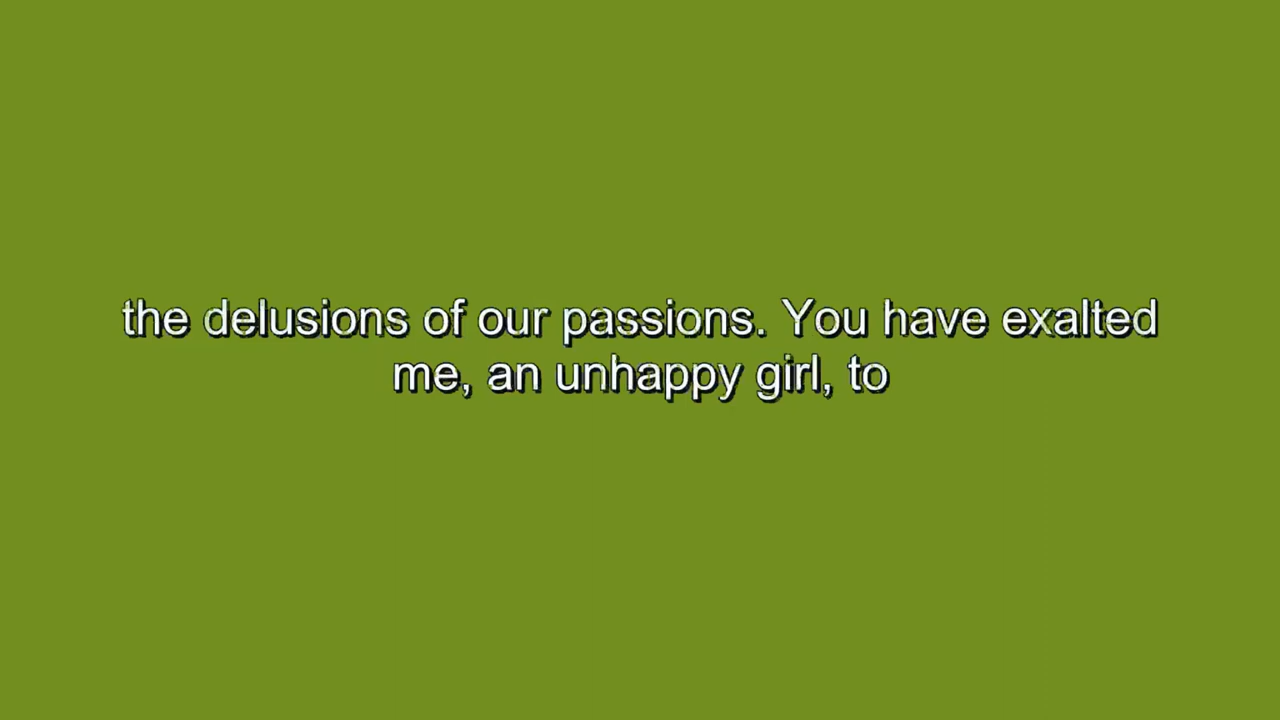 the delusions of our passions. You have exalted
me, an unhappy girl, to